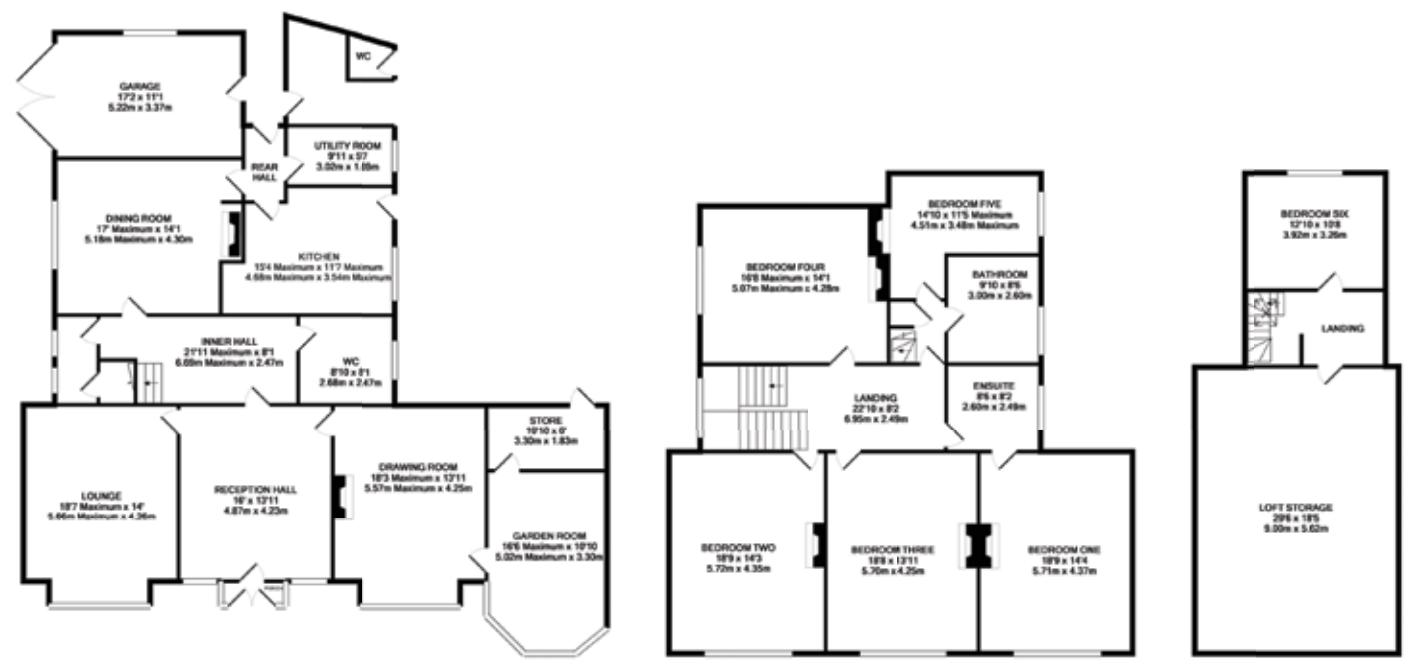 WC
GARAGE
17'2 x 11'1
5.22m x 3.37m
UTILITY ROOM
9'11 x 5'7
REAR
HALL
DINING ROOM
17' Maximum x 14'1
5.18m Maximum x 4.30m
KITCHEN
15'4 Maximum x 11'7 Maximum
4.68m Maximum x 3.54m Maximum
INNER HALL
21'11 Maximum x 8'1
6.69m Maximum x 2.47m
WC
8'10 x 8'1
2.68m x 2.47m
STORE
10'10 x 6'
3.30m x 1.83m
LOUNGE
18'7 Maximum x 14'
5.66m Maximum x 4.26m
RECEPTION HALL
16' x 13'11
4.87m x 4.23m
DRAWING ROOM
18'3 Maximum x 13'11
5.57m Maximum x 4.25m
GARDEN ROOM
16'6 Maximum x 10'10
5.02m Maximum x 3.30m
BEDROOM FIVE
14'10 x 11'5 Maximum
4.51m x 3.48m Maximum
BEDROOM FOUR
16'8 Maximum x 14'1
5.07m Maximum x 4.28m
BATHROOM
9'10 x 8'6
3.00m x 2.60m
LANDING
22'10 x 8'2
6.95m x 2.49m
ENSUITE
8'6 x 8'2
2.60m x 2.49m
BEDROOM TWO
18'9 x 14'3
5.72m x 4.35m
BEDROOM THREE
18'8 x 13'11
5.70m x 4.25m
BEDROOM ONE
18'9 x 14'4
5.71m x 4.37m
BEDROOM SIX
12'10 x 10'8
3.92m x 3.26m
LANDING
LOFT STORAGE
29'6 x 18'5
9.00m x 5.62m